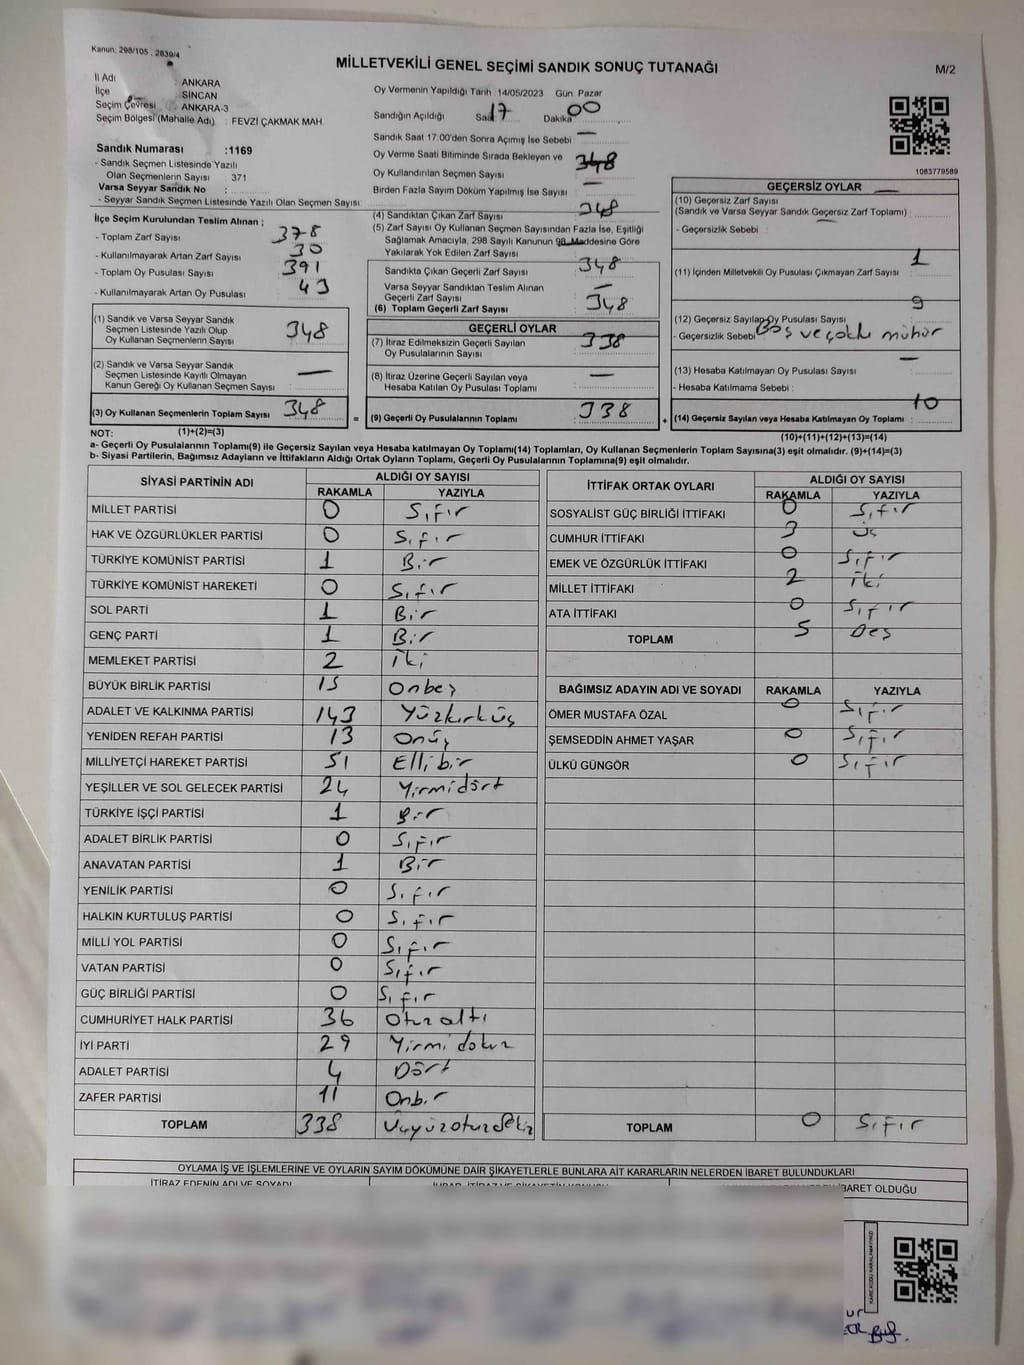 Kanun: 298/105 , 2839/4
MİLLETVEKİLİ GENEL SEÇİMİ SANDIK SONUÇ TUTANAĞI
M/2
İl Adı : ANKARA
İlçe : SİNCAN
Seçim Çevresi : ANKARA-3
Seçim Bölgesi (Mahalle Adı) : FEVZİ ÇAKMAK MAH.
Sandık Numarası :1169
- Sandık Seçmen Listesinde Yazılı
Olan Seçmenlerin Sayısı : 371
Varsa Seyyar Sandık No :
- Seyyar Sandık Seçmen Listesinde Yazılı Olan Seçmen Sayısı:
Oy Vermenin Yapıldığı Tarih :14/05/2023 Gün: Pazar
Sandığın Açıldığı Saat 17 Dakika 00
Sandık Saat 17:00'den Sonra Açımış İse Sebebi —
Oy Verme Saati Bitiminde Sırada Bekleyen ve
Oy Kullandırılan Seçmen Sayısı : 348
Birden Fazla Sayım Döküm Yapılmış İse Sayısı : —
1083779589
İlçe Seçim Kurulundan Teslim Alınan ;
- Toplam Zarf Sayısı 378
- Kullanılmayarak Artan Zarf Sayısı 30
- Toplam Oy Pusulası Sayısı 391
- Kullanılmayarak Artan Oy Pusulası 43
(1) Sandık ve Varsa Seyyar Sandık
Seçmen Listesinde Yazılı Olup
Oy Kullanan Seçmenlerin Sayısı 348
(2) Sandık ve Varsa Seyyar Sandık
Seçmen Listesinde Kayıtlı Olmayan
Kanun Gereği Oy Kullanan Seçmen Sayısı —
(3) Oy Kullanan Seçmenlerin Toplam Sayısı 348 =
(1)+(2)=(3)
(4) Sandıktan Çıkan Zarf Sayısı 348
(5) Zarf Sayısı Oy Kullanan Seçmen Sayısından Fazla İse, Eşitliği
Sağlamak Amacıyla, 298 Sayılı Kanunun 98. Maddesine Göre
Yakılarak Yok Edilen Zarf Sayısı —
Sandıkta Çıkan Geçerli Zarf Sayısı 348
Varsa Seyyar Sandıktan Teslim Alınan
Geçerli Zarf Sayısı —
(6) Toplam Geçerli Zarf Sayısı 348
GEÇERLİ OYLAR
(7) İtiraz Edilmeksizin Geçerli Sayılan
Oy Pusulalarının Sayısı 338
(8) İtiraz Üzerine Geçerli Sayılan veya
Hesaba Katılan Oy Pusulası Toplamı —
(9) Geçerli Oy Pusulalarının Toplamı 338 +
GEÇERSİZ OYLAR
(10) Geçersiz Zarf Sayısı —
(Sandık ve Varsa Seyyar Sandık Geçersiz Zarf Toplamı) :
- Geçersizlik Sebebi :
(11) İçinden Milletvekili Oy Pusulası Çıkmayan Zarf Sayısı : 1
(12) Geçersiz Sayılan Oy Pusulası Sayısı : 9
- Geçersizlik Sebebi Boş ve çoklu mühür
(13) Hesaba Katılmayan Oy Pusulası Sayısı : —
- Hesaba Katılmama Sebebi :
(14) Geçersiz Sayılan veya Hesaba Katılmayan Oy Toplamı : 10
(10)+(11)+(12)+(13)=(14)
NOT:
a- Geçerli Oy Pusulalarının Toplamı(9) ile Geçersiz Sayılan veya Hesaba katılmayan Oy Toplamı(14) Toplamları, Oy Kullanan Seçmenlerin Toplam Sayısına(3) eşit olmalıdır. (9)+(14)=(3)
b- Siyasi Partilerin, Bağımsız Adayların ve İttifakların Aldığı Ortak Oyların Toplamı, Geçerli Oy Pusulalarının Toplamına(9) eşit olmalıdır.
SİYASİ PARTİNİN ADI ALDIĞI OY SAYISI
RAKAMLA YAZIYLA
MİLLET PARTİSİ 0 Sıfır
HAK VE ÖZGÜRLÜKLER PARTİSİ 0 Sıfır
TÜRKİYE KOMÜNİST PARTİSİ 1 Bir
TÜRKİYE KOMÜNİST HAREKETİ 0 Sıfır
SOL PARTİ 1 Bir
GENÇ PARTİ 1 Bir
MEMLEKET PARTİSİ 2 iki
BÜYÜK BİRLİK PARTİSİ 15 Onbeş
ADALET VE KALKINMA PARTİSİ 143 Yüzkırküç
YENİDEN REFAH PARTİSİ 13 Onüç
MİLLİYETÇİ HAREKET PARTİSİ 51 Ellibir
YEŞİLLER VE SOL GELECEK PARTİSİ 24 Yirmidört
TÜRKİYE İŞÇİ PARTİSİ 1 Bir
ADALET BİRLİK PARTİSİ 0 Sıfır
ANAVATAN PARTİSİ 1 Bir
YENİLİK PARTİSİ 0 Sıfır
HALKIN KURTULUŞ PARTİSİ 0 Sıfır
MİLLİ YOL PARTİSİ 0 Sıfır
VATAN PARTİSİ 0 Sıfır
GÜÇ BİRLİĞİ PARTİSİ 0 Sıfır
CUMHURİYET HALK PARTİSİ 36 Otuzaltı
İYİ PARTİ 29 Yirmidokuz
ADALET PARTİSİ 4 Dört
ZAFER PARTİSİ 11 Onbir
TOPLAM 338 Üçyüzotuzsekiz
İTTİFAK ORTAK OYLARI ALDIĞI OY SAYISI
RAKAMLA YAZIYLA
SOSYALİST GÜÇ BİRLİĞİ İTTİFAKI 0 Sıfır
CUMHUR İTTİFAKI 3 üç
EMEK VE ÖZGÜRLÜK İTTİFAKI 0 Sıfır
MİLLET İTTİFAKI 2 iki
ATA İTTİFAKI 0 Sıfır
TOPLAM 5 Beş
BAĞIMSIZ ADAYIN ADI VE SOYADI RAKAMLA YAZIYLA
ÖMER MUSTAFA ÖZAL 0 Sıfır
ŞEMSEDDİN AHMET YAŞAR 0 Sıfır
ÜLKÜ GÜNGÖR 0 Sıfır
TOPLAM 0 Sıfır
OYLAMA İŞ VE İŞLEMLERİNE VE OYLARIN SAYIM DÖKÜMÜNE DAİR ŞİKAYETLERLE BUNLARA AİT KARARLARIN NELERDEN İBARET BULUNDUKLARI
İTİRAZ EDENİN ADI VE SOYADI
İBARET OLDUĞU